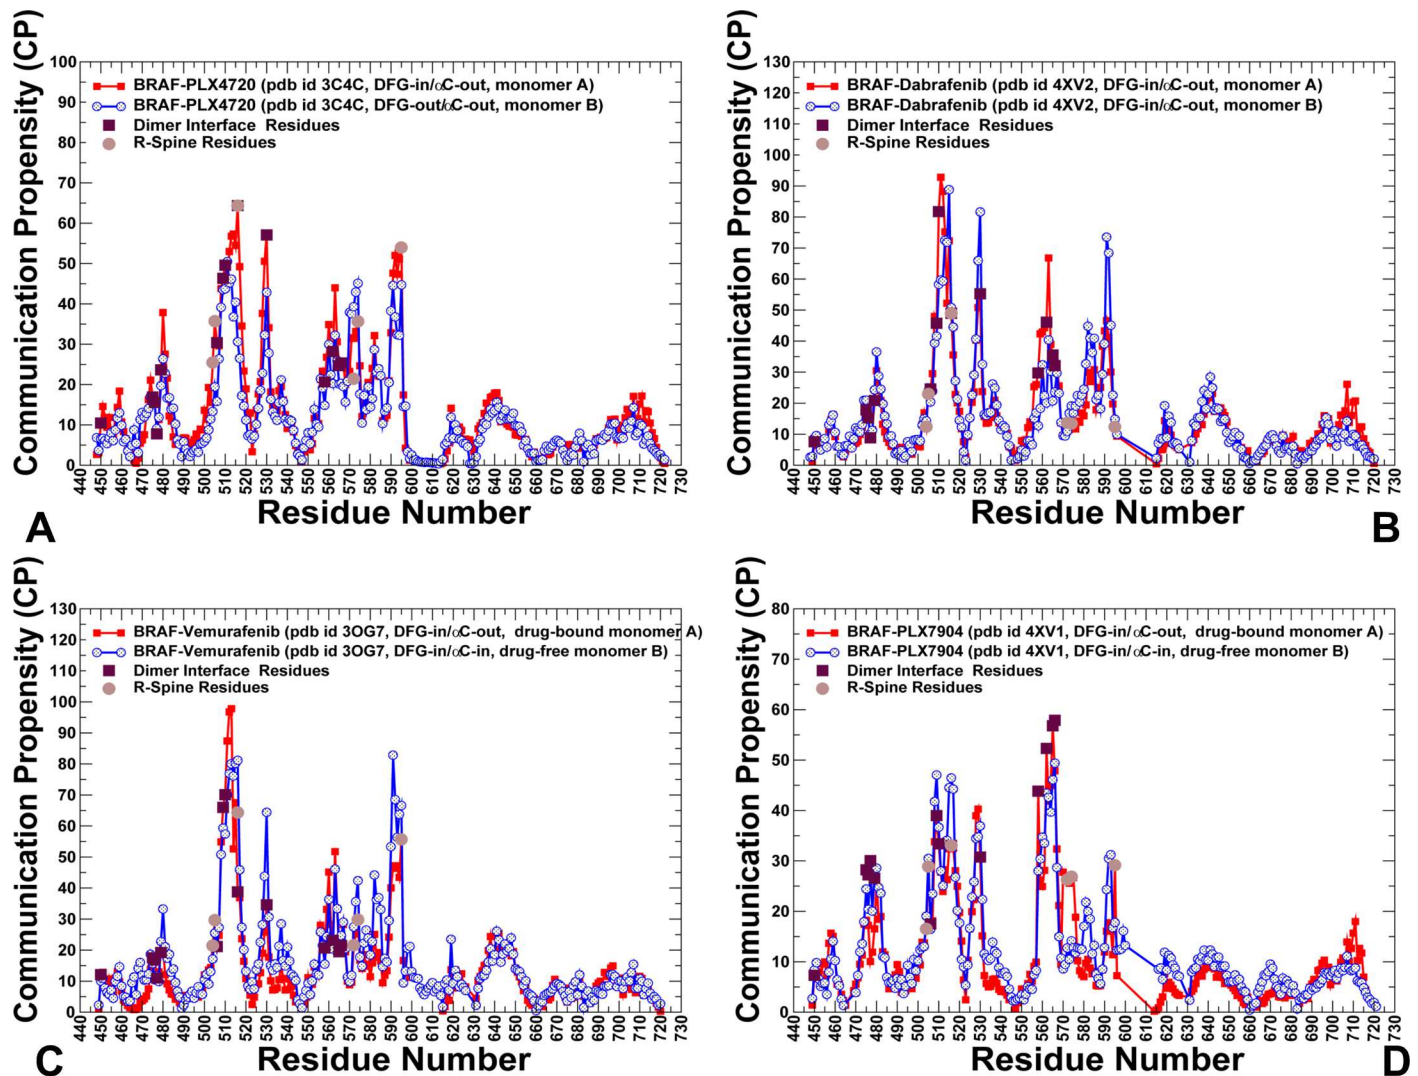 Communication Propensity (CP)
100
90
80
70
60
50
40
30
20
10
0
BRAF-PLX4720 (pdb id 3C4C, DFG-in/αC-out, monomer A)
BRAF-PLX4720 (pdb id 3C4C, DFG-out/αC-out, monomer B)
Dimer Interface Residues
R-Spine Residues
440 450 460 470 480 490 500 510 520 530 540 550 560 570 580 590 600 610 620 630 640 650 660 670 680 690 700 710 720 730
Residue Number
A
Communication Propensity (CP)
130
120
110
100
90
80
70
60
50
40
30
20
10
0
BRAF-Dabrafenib (pdb id 4XV2, DFG-in/αC-out, monomer A)
BRAF-Dabrafenib (pdb id 4XV2, DFG-in/αC-out, monomer B)
Dimer Interface Residues
R-Spine Residues
440 450 460 470 480 490 500 510 520 530 540 550 560 570 580 590 600 610 620 630 640 650 660 670 680 690 700 710 720 730
Residue Number
B
Communication Propensity (CP)
130
120
110
100
90
80
70
60
50
40
30
20
10
0
BRAF-Vemurafenib (pdb id 3OG7, DFG-in/αC-out, drug-bound monomer A)
BRAF-Vemurafenib (pdb id 3OG7, DFG-in/αC-in, drug-free monomer B)
Dimer Interface Residues
R-Spine Residues
440 450 460 470 480 490 500 510 520 530 540 550 560 570 580 590 600 610 620 630 640 650 660 670 680 690 700 710 720 730
Residue Number
C
Communication Propensity (CP)
80
70
60
50
40
30
20
10
0
BRAF-PLX7904 (pdb id 4XV1, DFG-in/αC-out, drug-bound monomer A)
BRAF-PLX7904 (pdb id 4XV1, DFG-in/αC-in, drug-free monomer B)
Dimer Interface Residues
R-Spine Residues
440 450 460 470 480 490 500 510 520 530 540 550 560 570 580 590 600 610 620 630 640 650 660 670 680 690 700 710 720 730
Residue Number
D